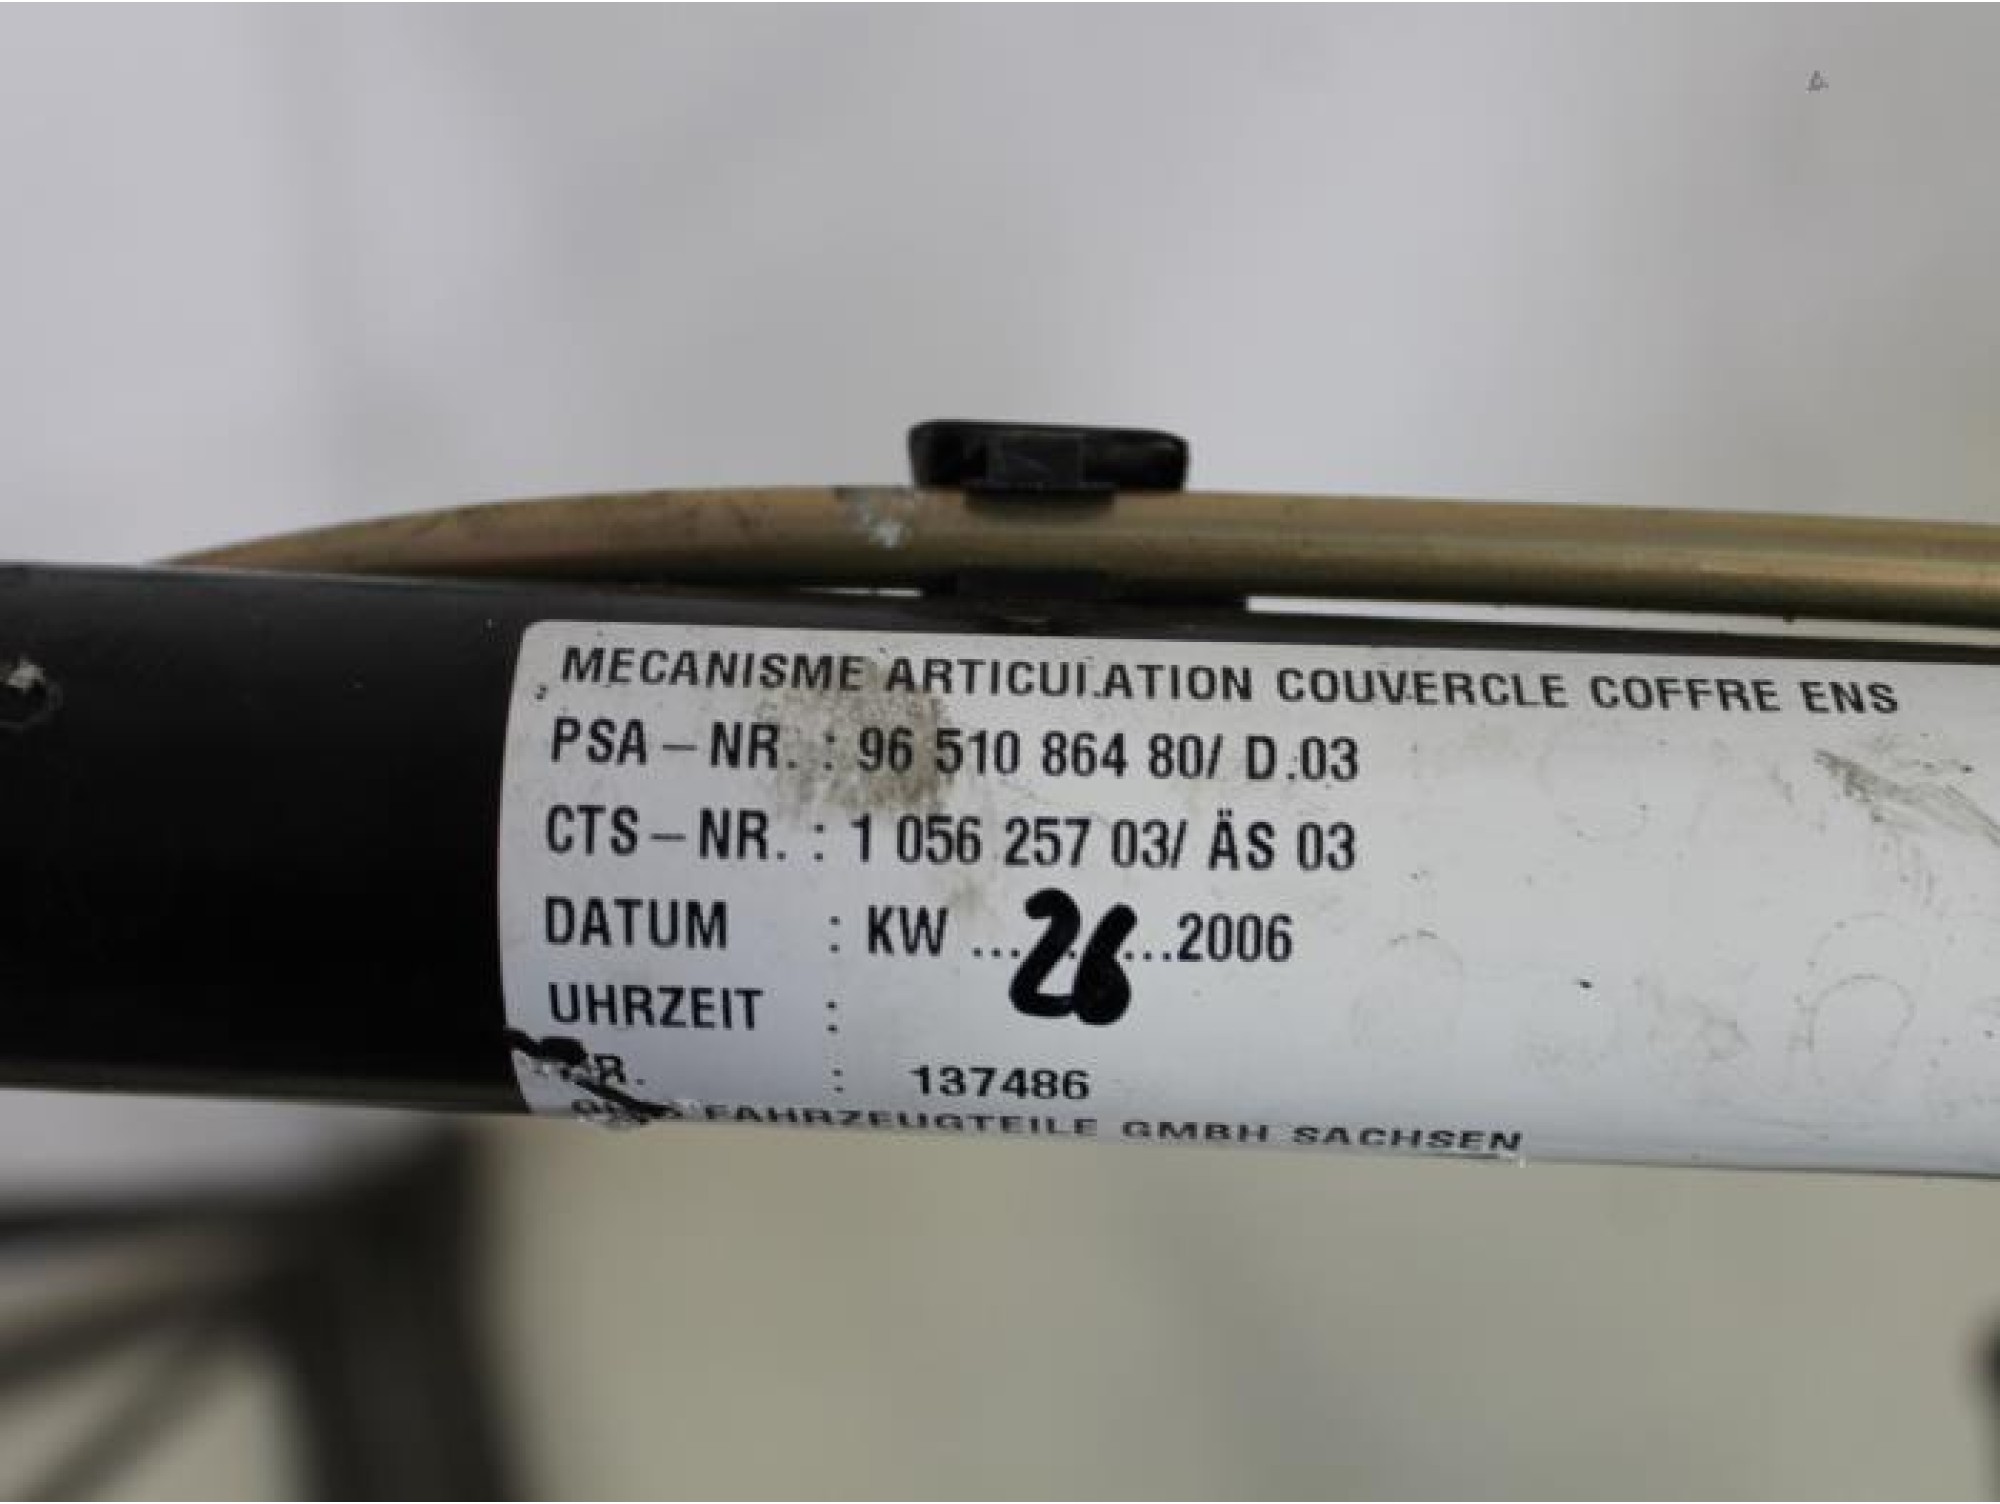 MECANISME ARTICULATION COUVERCLE COFFRE ENS
PSA-NR. : 96 510 864 80/ D.03
CTS-NR. : 1 056 257 03/ ÄS 03
DATUM : KW ...26...2006
UHRZEIT :
NR. : 137486
FAHRZEUGTEILE GMBH SACHSEN